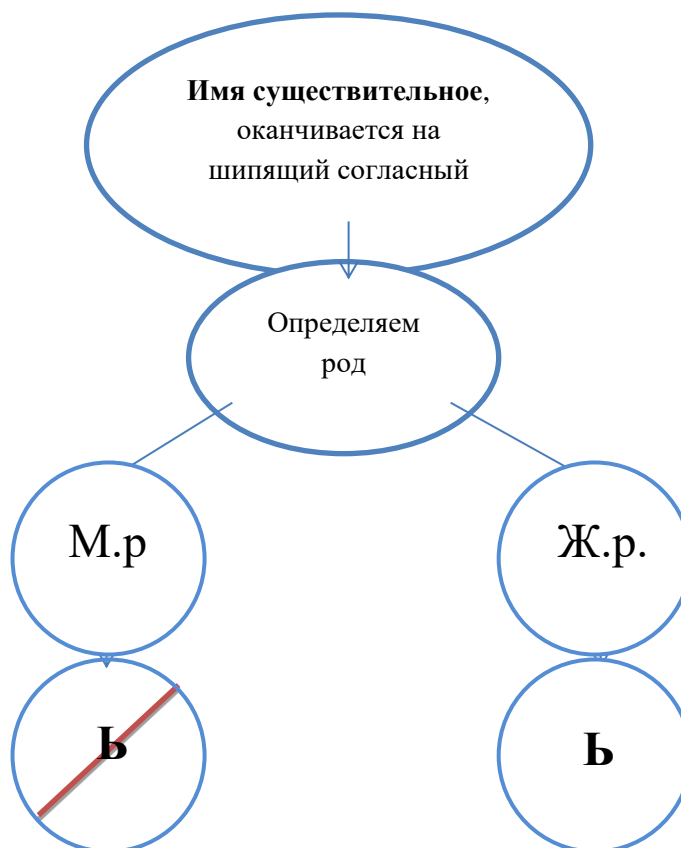 Имя существительное,
оканчивается на
шипящий согласный
Определяем
род
М.р
Ж.р.
Ь
Ь